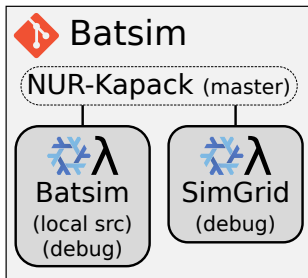 Batsim
NUR-Kapack (master)
λ
Batsim
(local src)
(debug)
λ
SimGrid
(debug)